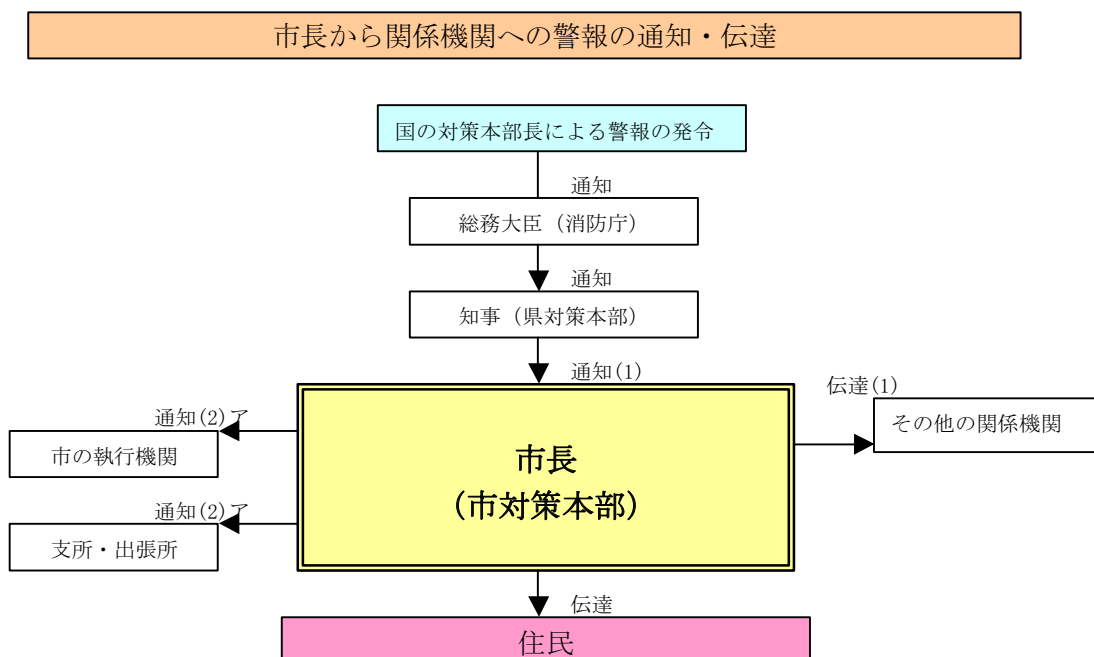 市長から関係機関への警報の通知・伝達
国の対策本部長による警報の発令
通知
総務大臣（消防庁）
通知
知事（県対策本部）
通知(1)
伝達(1)
その他の関係機関
通知(2)ア
市の執行機関
市長
（市対策本部）
通知(2)ア
支所・出張所
伝達
住民